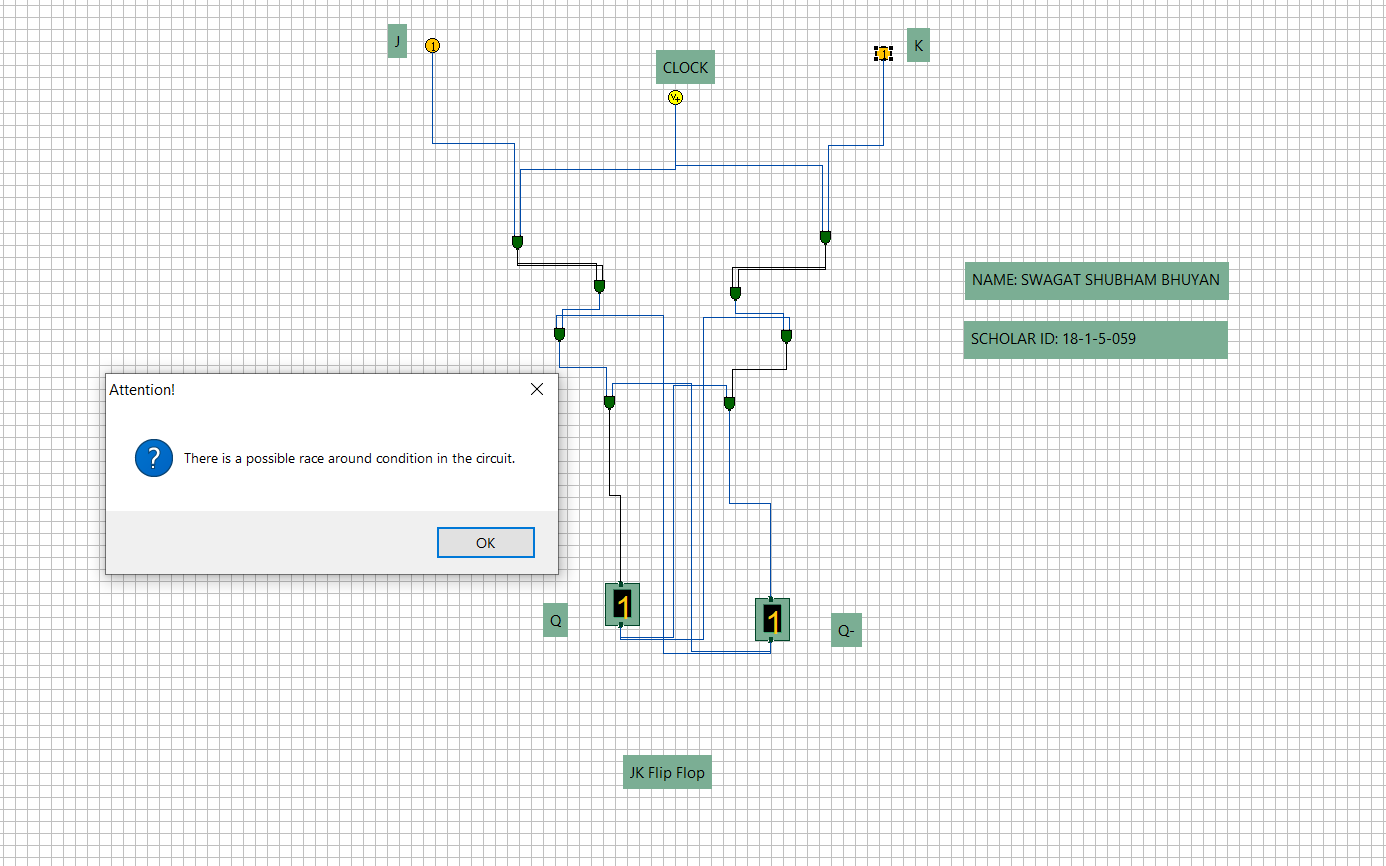 J
1
K
1
CLOCK
V+
NAME: SWAGAT SHUBHAM BHUYAN
SCHOLAR ID: 18-1-5-059
Attention!
There is a possible race around condition in the circuit.
OK
Q
1
1
Q-
JK Flip Flop